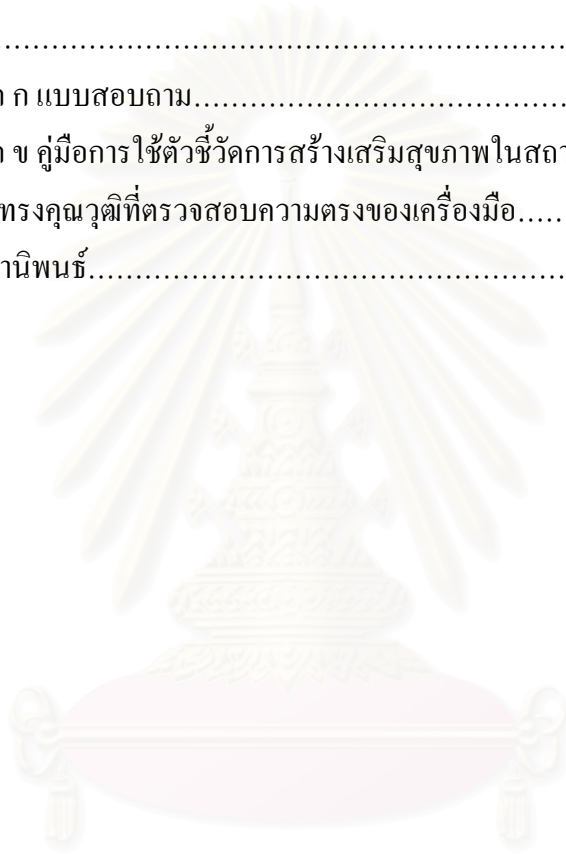 ……………………………………………………………
ก แบบสอบถาม……………………………………
ข คู่มือการใช้ตัวชี้วัดการสร้างเสริมสุขภาพในสถา
ทรงคุณวุฒิที่ตรวจสอบความตรงของเครื่องมือ……
านิพนธ์……………………………………………